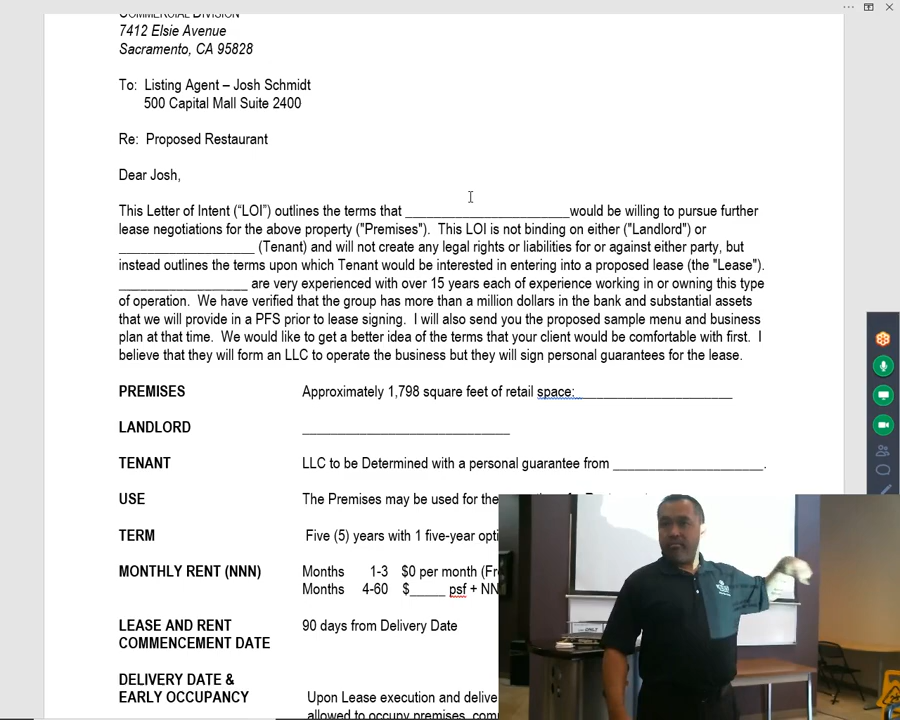 COMMERCIAL DIVISION
7412 Elsie Avenue
Sacramento, CA 95828
To: Listing Agent – Josh Schmidt
500 Capital Mall Suite 2400
Re: Proposed Restaurant
Dear Josh,
This Letter of Intent (“LOI”) outlines the terms that _______________________would be willing to pursue further
lease negotiations for the above property ("Premises"). This LOI is not binding on either ("Landlord") or
___________________ (Tenant) and will not create any legal rights or liabilities for or against either party, but
instead outlines the terms upon which Tenant would be interested in entering into a proposed lease (the "Lease").
__________________ are very experienced with over 15 years each of experience working in or owning this type
of operation. We have verified that the group has more than a million dollars in the bank and substantial assets
that we will provide in a PFS prior to lease signing. I will also send you the proposed sample menu and business
plan at that time. We would like to get a better idea of the terms that your client would be comfortable with first. I
believe that they will form an LLC to operate the business but they will sign personal guarantees for the lease.
PREMISES Approximately 1,798 square feet of retail space:______________________
LANDLORD _____________________________
TENANT LLC to be Determined with a personal guarantee from _____________________.
USE The Premises may be used for the
TERM Five (5) years with 1 five-year opti
MONTHLY RENT (NNN) Months 1-3 $0 per month (Fr
Months 4-60 $_____ psf + NN
LEASE AND RENT 90 days from Delivery Date
COMMENCEMENT DATE
DELIVERY DATE &
EARLY OCCUPANCY Upon Lease execution and delive
allowed to occupy premises, com